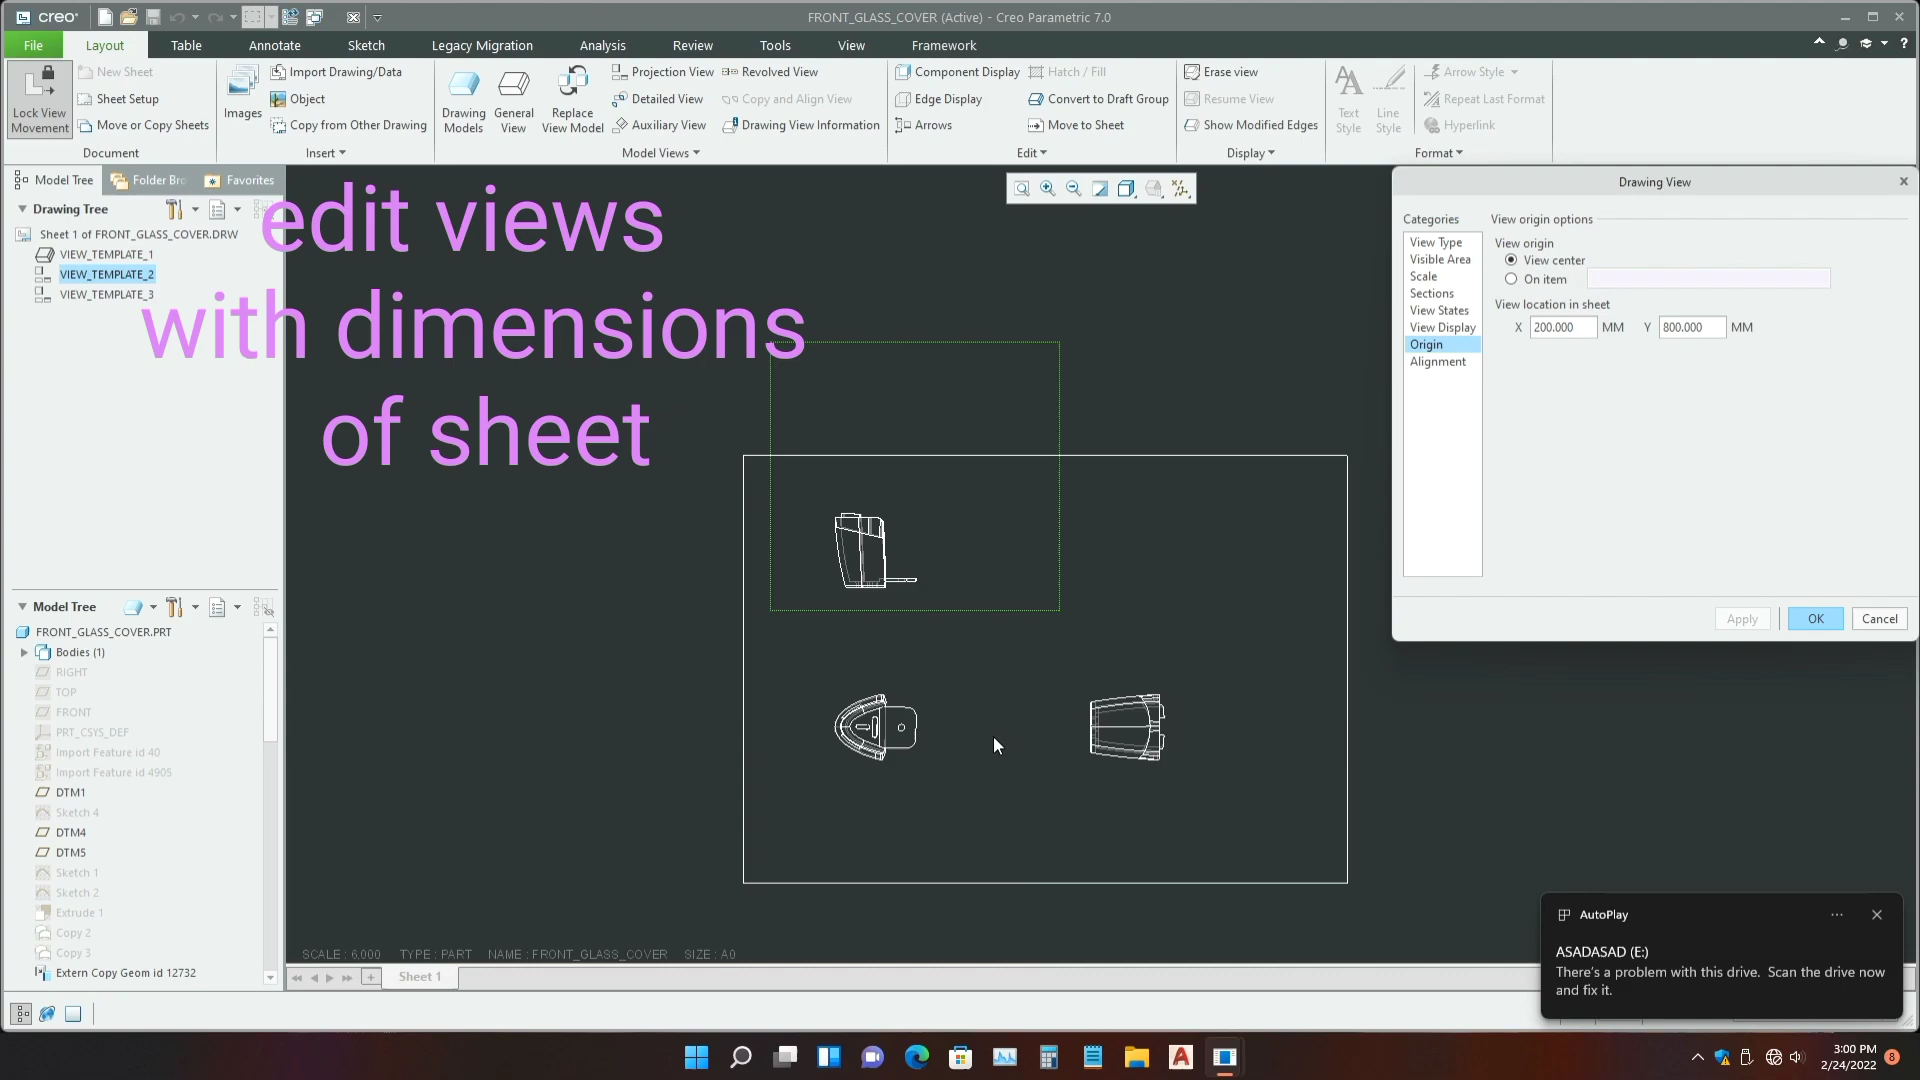 creo
FRONT_GLASS_COVER (Active) - Creo Parametric 7.0
File
Layout
Table
Annotate
Sketch
Legacy Migration
Analysis
Review
Tools
View
Framework
Lock View
Movement
New Sheet
Sheet Setup
Move or Copy Sheets
Document
Images
Import Drawing/Data
Object
Copy from Other Drawing
Insert
Drawing
Models
General
View
Replace
View Model
Projection View
Detailed View
Auxiliary View
Revolved View
Copy and Align View
Drawing View Information
Model Views
Component Display
Edge Display
Arrows
Hatch / Fill
Convert to Draft Group
Move to Sheet
Edit
Erase view
Resume View
Show Modified Edges
Display
Text
Style
Line
Style
Arrow Style
Repeat Last Format
Hyperlink
Format
Model Tree
Folder Bro
Favorites
Drawing Tree
Sheet 1 of FRONT_GLASS_COVER.DRW
VIEW_TEMPLATE_1
VIEW_TEMPLATE_2
VIEW_TEMPLATE_3
edit views
with dimensions
of sheet
Model Tree
FRONT_GLASS_COVER.PRT
Bodies (1)
RIGHT
TOP
FRONT
PRT_CSYS_DEF
Import Feature id 40
Import Feature id 4905
DTM1
Sketch 4
DTM4
DTM5
Sketch 1
Sketch 2
Extrude 1
Copy 2
Copy 3
Extern Copy Geom id 12732
Drawing View
Categories
View Type
Visible Area
Scale
Sections
View States
View Display
Origin
Alignment
View origin options
View origin
View center
On item
View location in sheet
X 200.000 MM Y 800.000 MM
Apply
OK
Cancel
SCALE : 6.000 TYPE : PART NAME : FRONT_GLASS_COVER SIZE : A0
Sheet 1
AutoPlay
ASADASAD (E:)
There's a problem with this drive. Scan the drive now
and fix it.
3:00 PM
2/24/2022
8